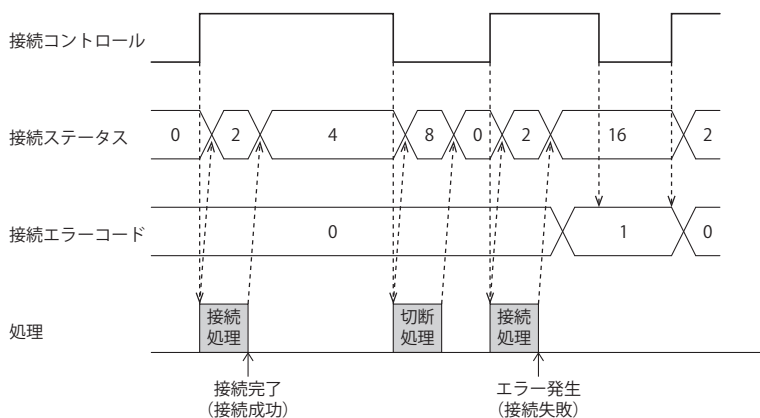 接続コントロール
接続ステータス
0
2
4
8
0
2
16
2
接続エラーコード
0
1
0
処理
接続
処理
切断
処理
接続
処理
接続完了
（接続成功）
エラー発生
（接続失敗）